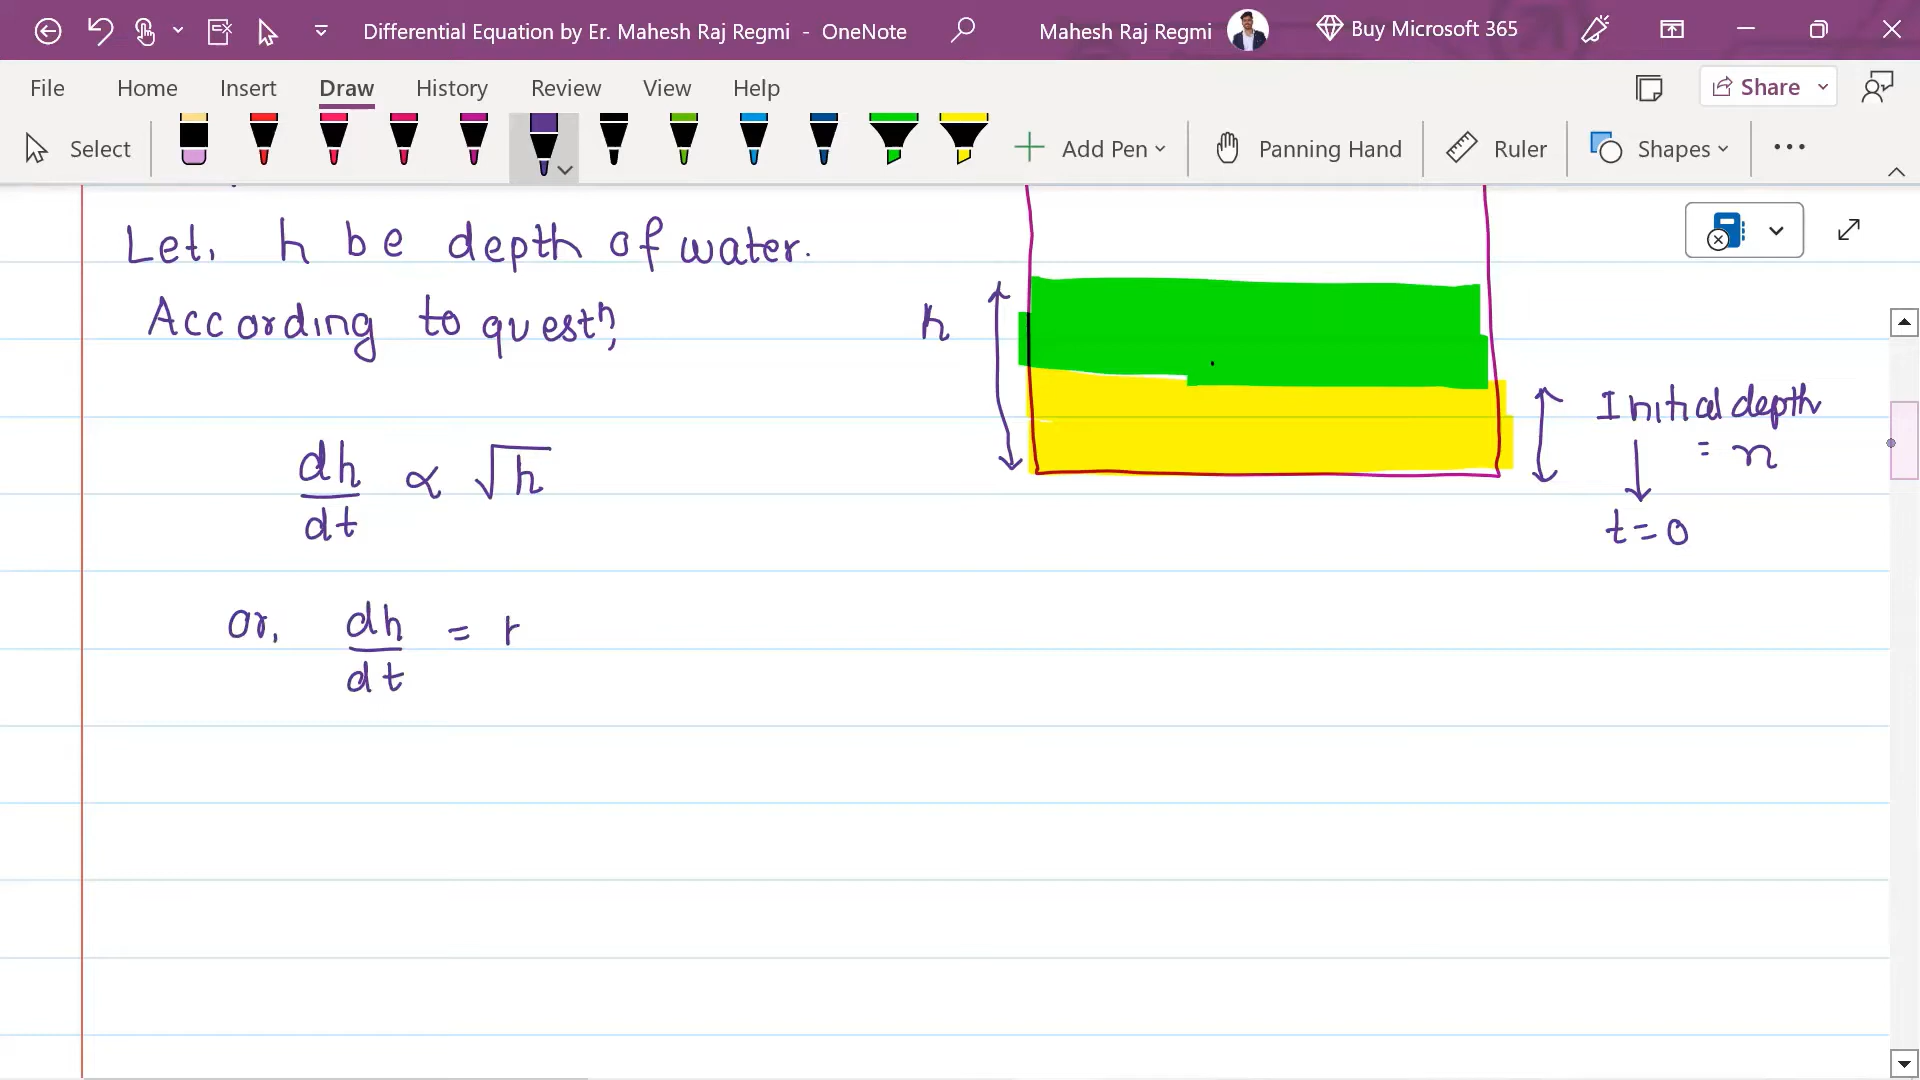 Differential Equation by Er. Mahesh Raj Regmi - OneNote
Mahesh Raj Regmi
Buy Microsoft 365
File Home Insert Draw History Review View Help
Share
Select
Add Pen
Panning Hand
Ruler
Shapes
Let, h be depth of water.
According to questⁿ,
h
Initial depth
= n
t=0
dh/dt ∝ √h
or, dh/dt = r